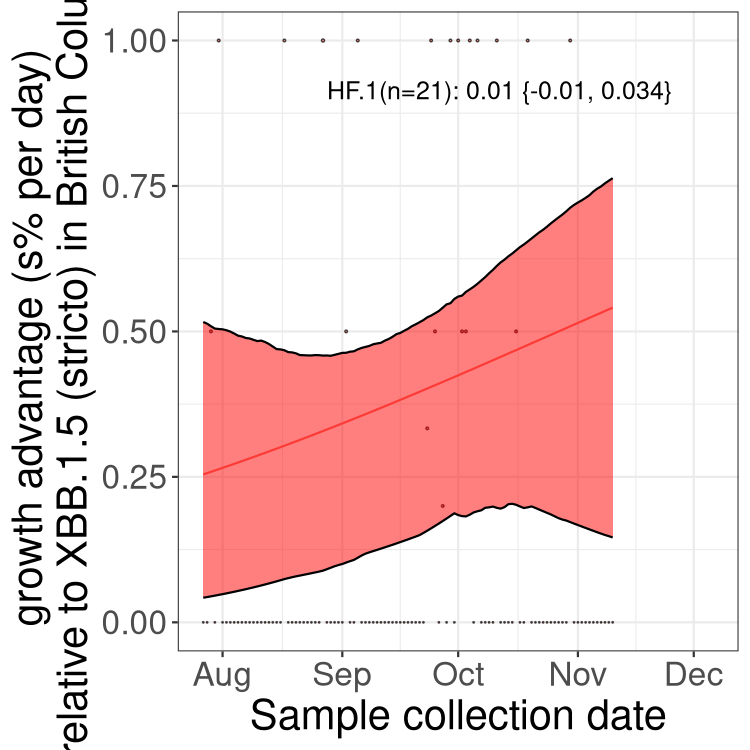 growth advantage (s% per day)
relative to XBB.1.5 (stricto) in British Colu
1.00
0.75
0.50
0.25
0.00
HF.1(n=21): 0.01 {-0.01, 0.034}
Aug Sep Oct Nov Dec
Sample collection date